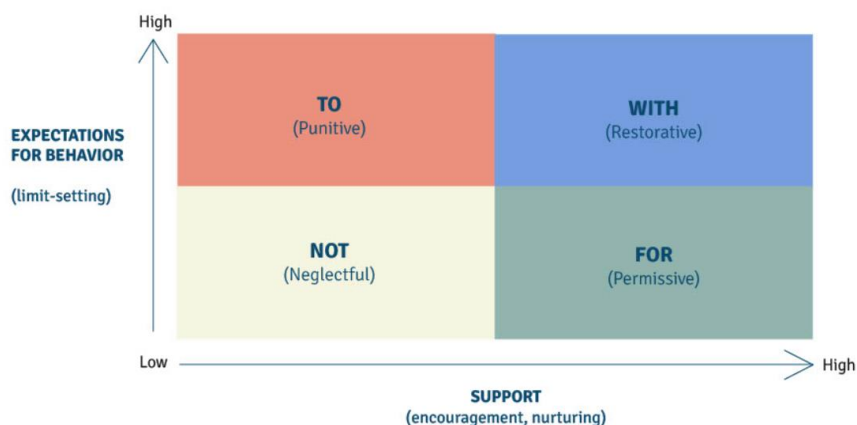 High
EXPECTATIONS
FOR BEHAVIOR
(limit-setting)
TO
(Punitive)
WITH
(Restorative)
NOT
(Neglectful)
FOR
(Permissive)
Low
High
SUPPORT
(encouragement, nurturing)